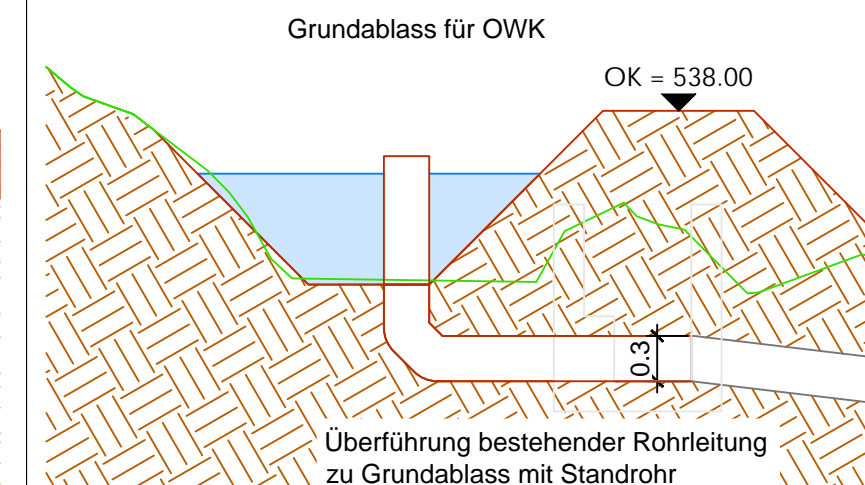 Grundablass für OWK
OK = 538.00
0.3
Überführung bestehender Rohrleitung
zu Grundablass mit Standrohr